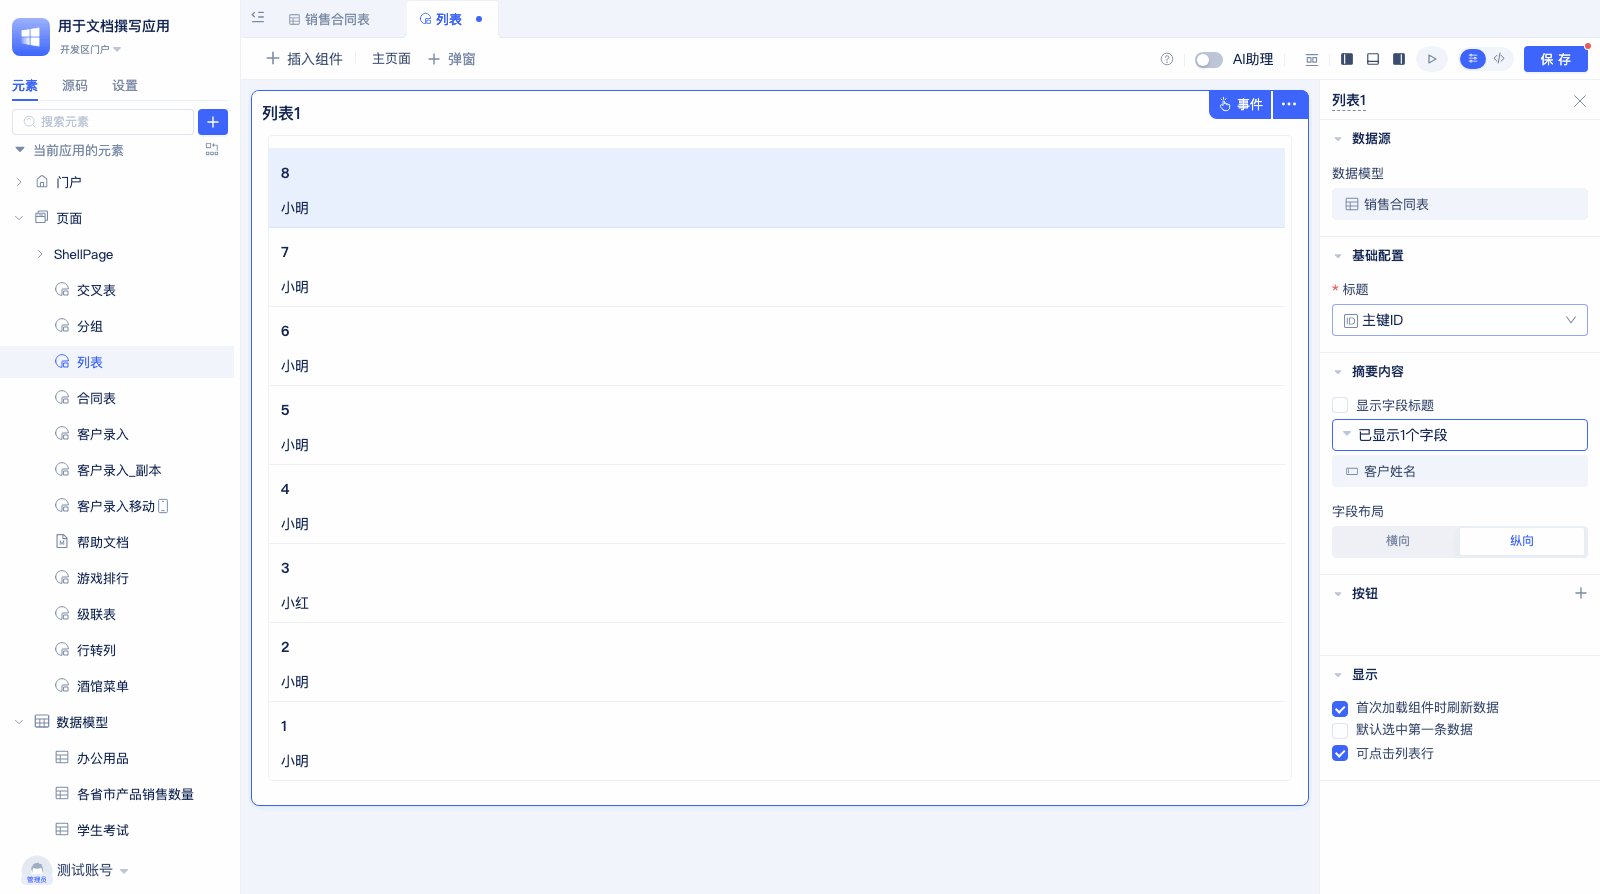 用于文档撰写应用
开发区门户
元素
源码
设置
搜索元素
当前应用的元素
门户
页面
ShellPage
交叉表
分组
列表
合同表
客户录入
客户录入_副本
客户录入移动
帮助文档
游戏排行
级联表
行转列
酒馆菜单
数据模型
办公用品
各省市产品销售数量
学生考试
测试账号
管理员
销售合同表
列表
插入组件
主页面
弹窗
AI助理
保 存
列表1
事件
8
小明
7
小明
6
小明
5
小明
4
小明
3
小红
2
小明
1
小明
列表1
数据源
数据模型
销售合同表
基础配置
* 标题
ID 主键ID
摘要内容
显示字段标题
已显示1个字段
客户姓名
字段布局
横向
纵向
按钮
显示
首次加载组件时刷新数据
默认选中第一条数据
可点击列表行